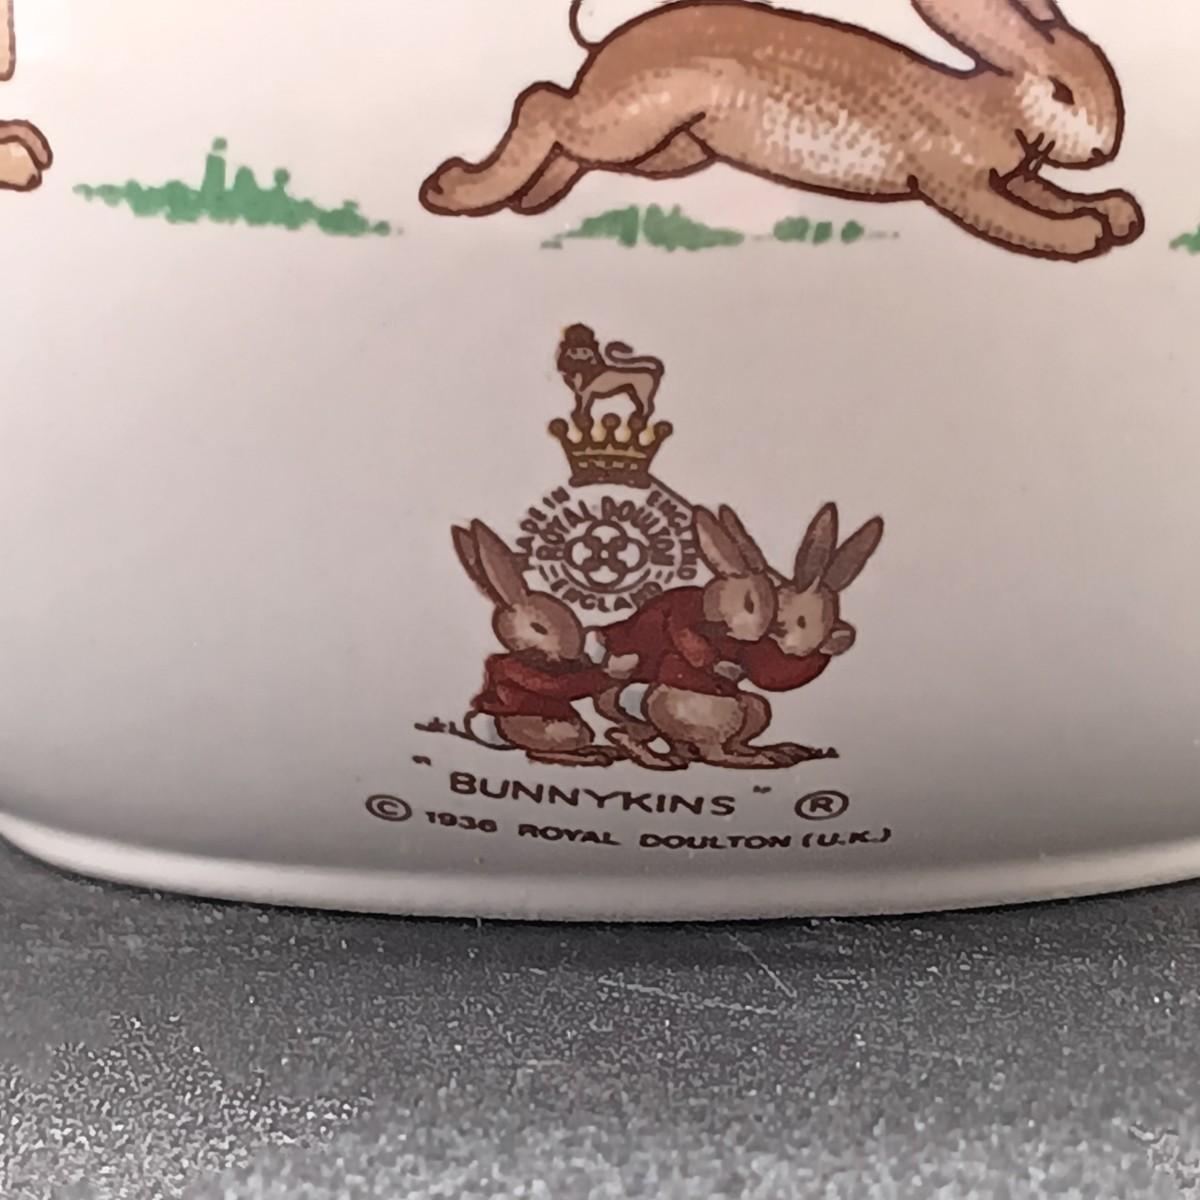 MADE IN ENGLAND
ROYAL DOULTON
ENGLAND
" BUNNYKINS " ®
© 1936 ROYAL DOULTON (U.K.)